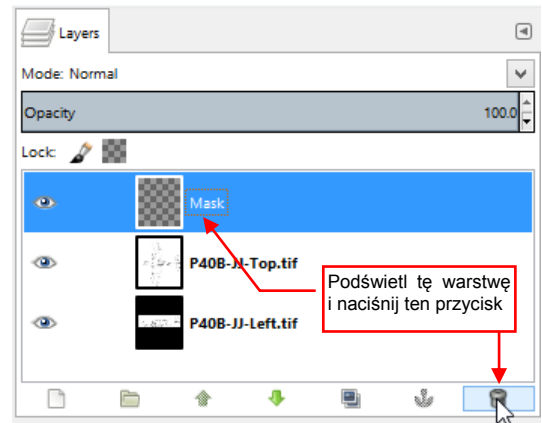 Layers
Mode: Normal
Opacity 100.0
Lock:
Mask
P40B-JJ-Top.tif
Podświetl tę warstwę
i naciśnij ten przycisk
P40B-JJ-Left.tif